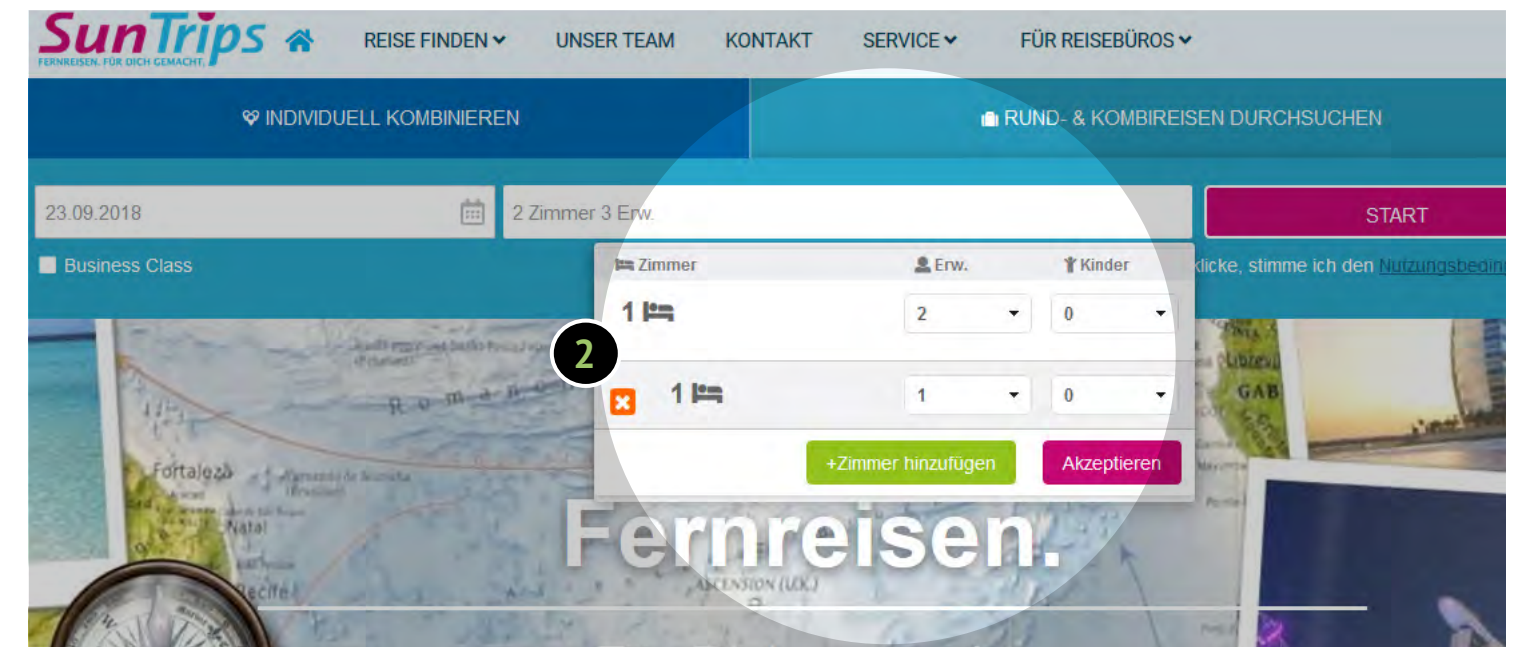 SunTrips
FERNREISEN. FÜR DICH GEMACHT.
REISE FINDEN UNSER TEAM KONTAKT SERVICE FÜR REISEBÜROS
INDIVIDUELL KOMBINIEREN RUND- & KOMBIREISEN DURCHSUCHEN
23.09.2018 2 Zimmer 3 Erw. START
Business Class
klicke, stimme ich den
Zimmer Erw. Kinder
1 2 0
2
1 1 0
+Zimmer hinzufügen Akzeptieren
Fortaleza
Natal
Recife
GAB
Fernreisen.
ASCENSION (U.K.)